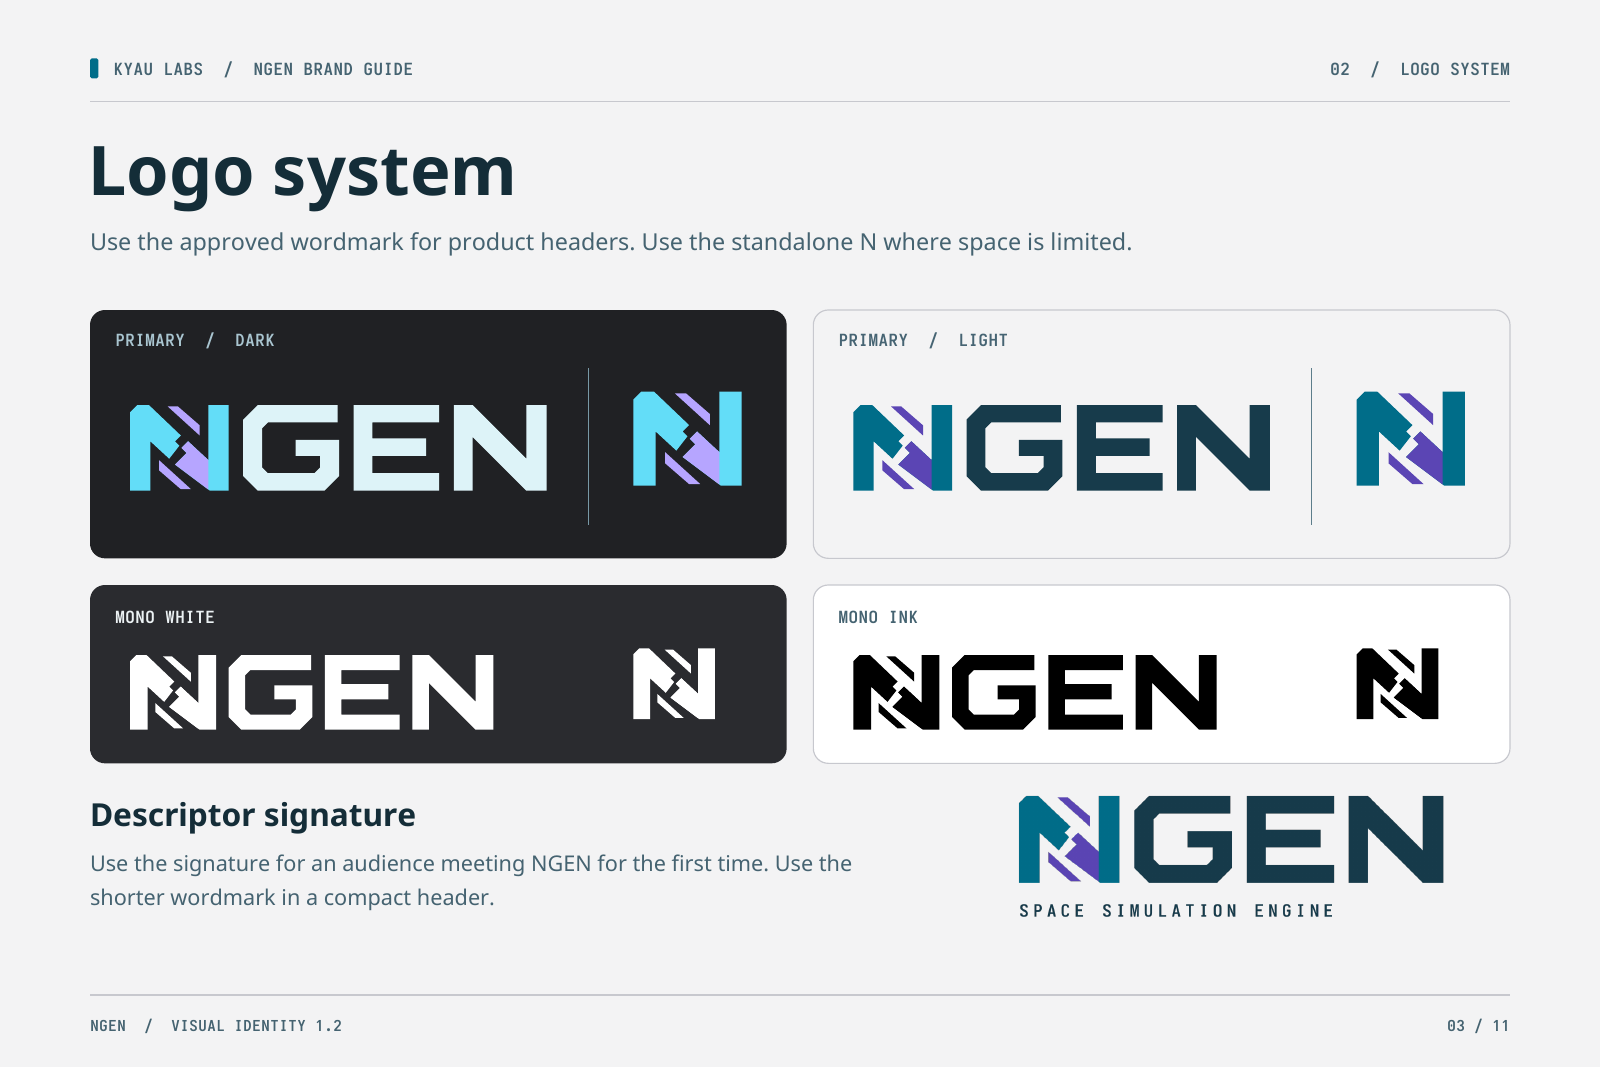 KYAU LABS / NGEN BRAND GUIDE
02 / LOGO SYSTEM
Logo system
Use the approved wordmark for product headers. Use the standalone N where space is limited.
PRIMARY / DARK
NGEN
N
PRIMARY / LIGHT
NGEN
N
MONO WHITE
NGEN
N
MONO INK
NGEN
N
Descriptor signature
Use the signature for an audience meeting NGEN for the first time. Use the
shorter wordmark in a compact header.
NGEN
SPACE SIMULATION ENGINE
NGEN / VISUAL IDENTITY 1.2
03 / 11